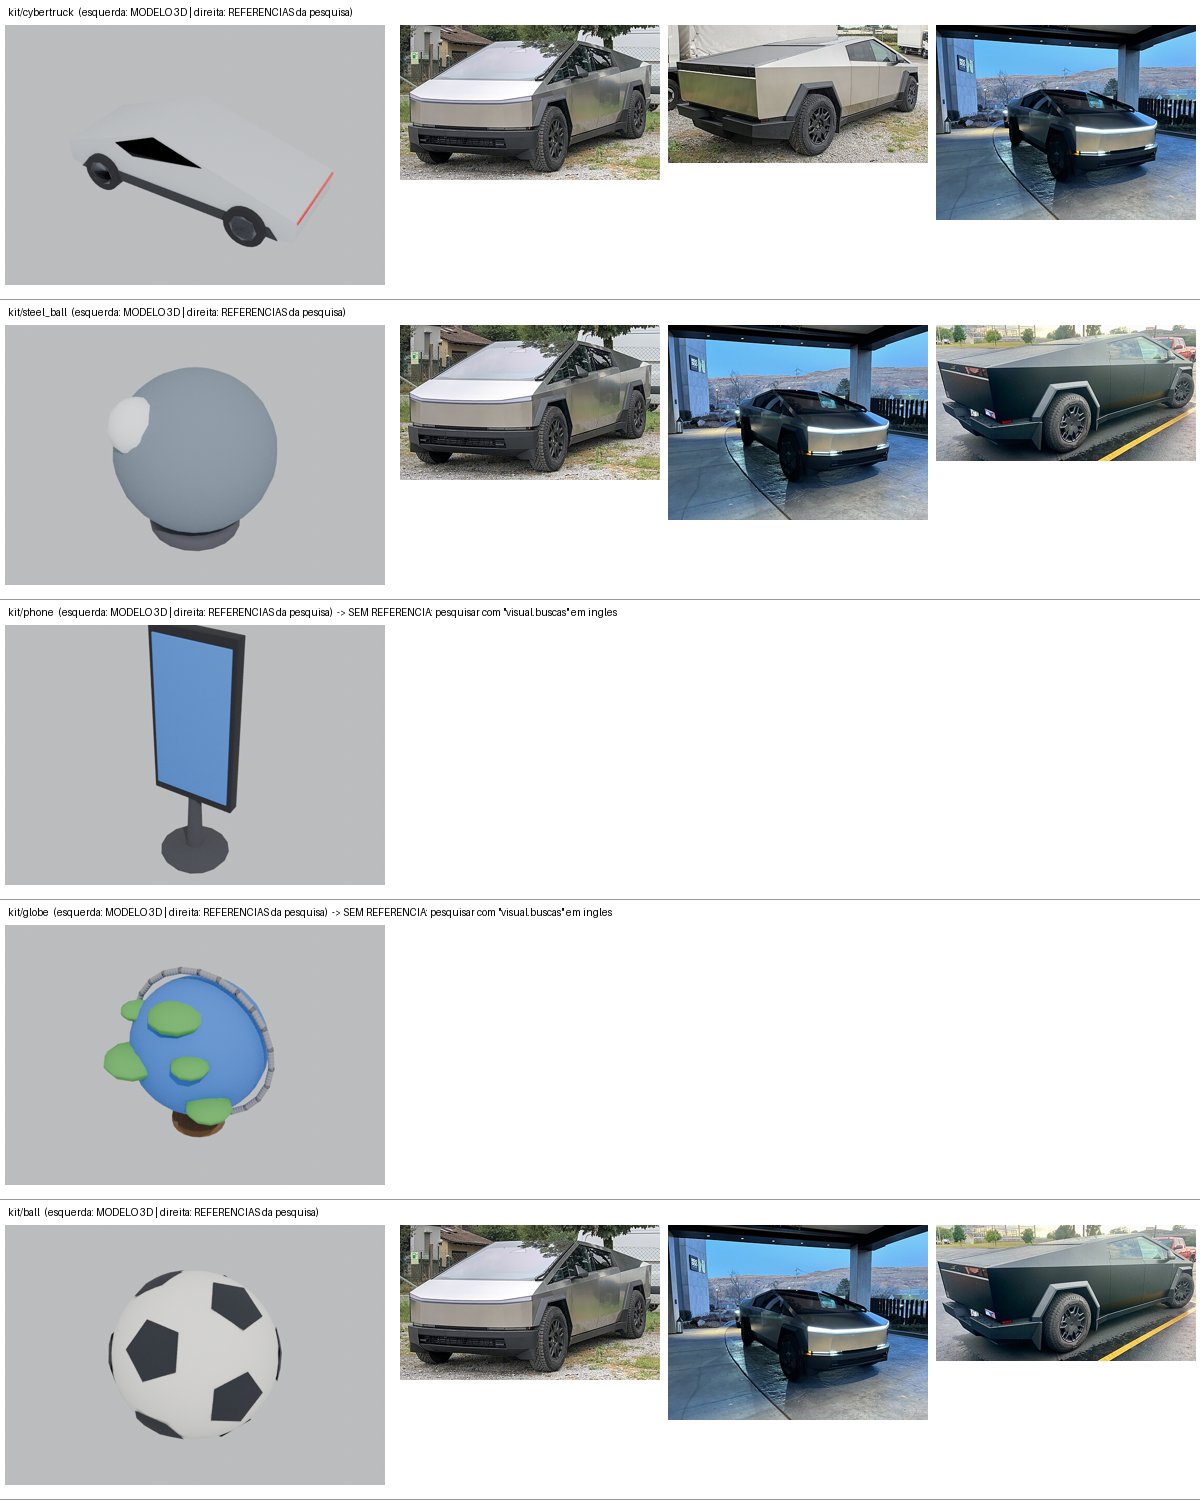 kit/cybertruck (esquerda: MODELO 3D | direita: REFERENCIAS da pesquisa)
kit/steel_ball (esquerda: MODELO 3D | direita: REFERENCIAS da pesquisa)
kit/phone (esquerda: MODELO 3D | direita: REFERENCIAS da pesquisa) -> SEM REFERENCIA: pesquisar com "visual.buscas" em ingles
kit/globe (esquerda: MODELO 3D | direita: REFERENCIAS da pesquisa) -> SEM REFERENCIA: pesquisar com "visual.buscas" em ingles
kit/ball (esquerda: MODELO 3D | direita: REFERENCIAS da pesquisa)